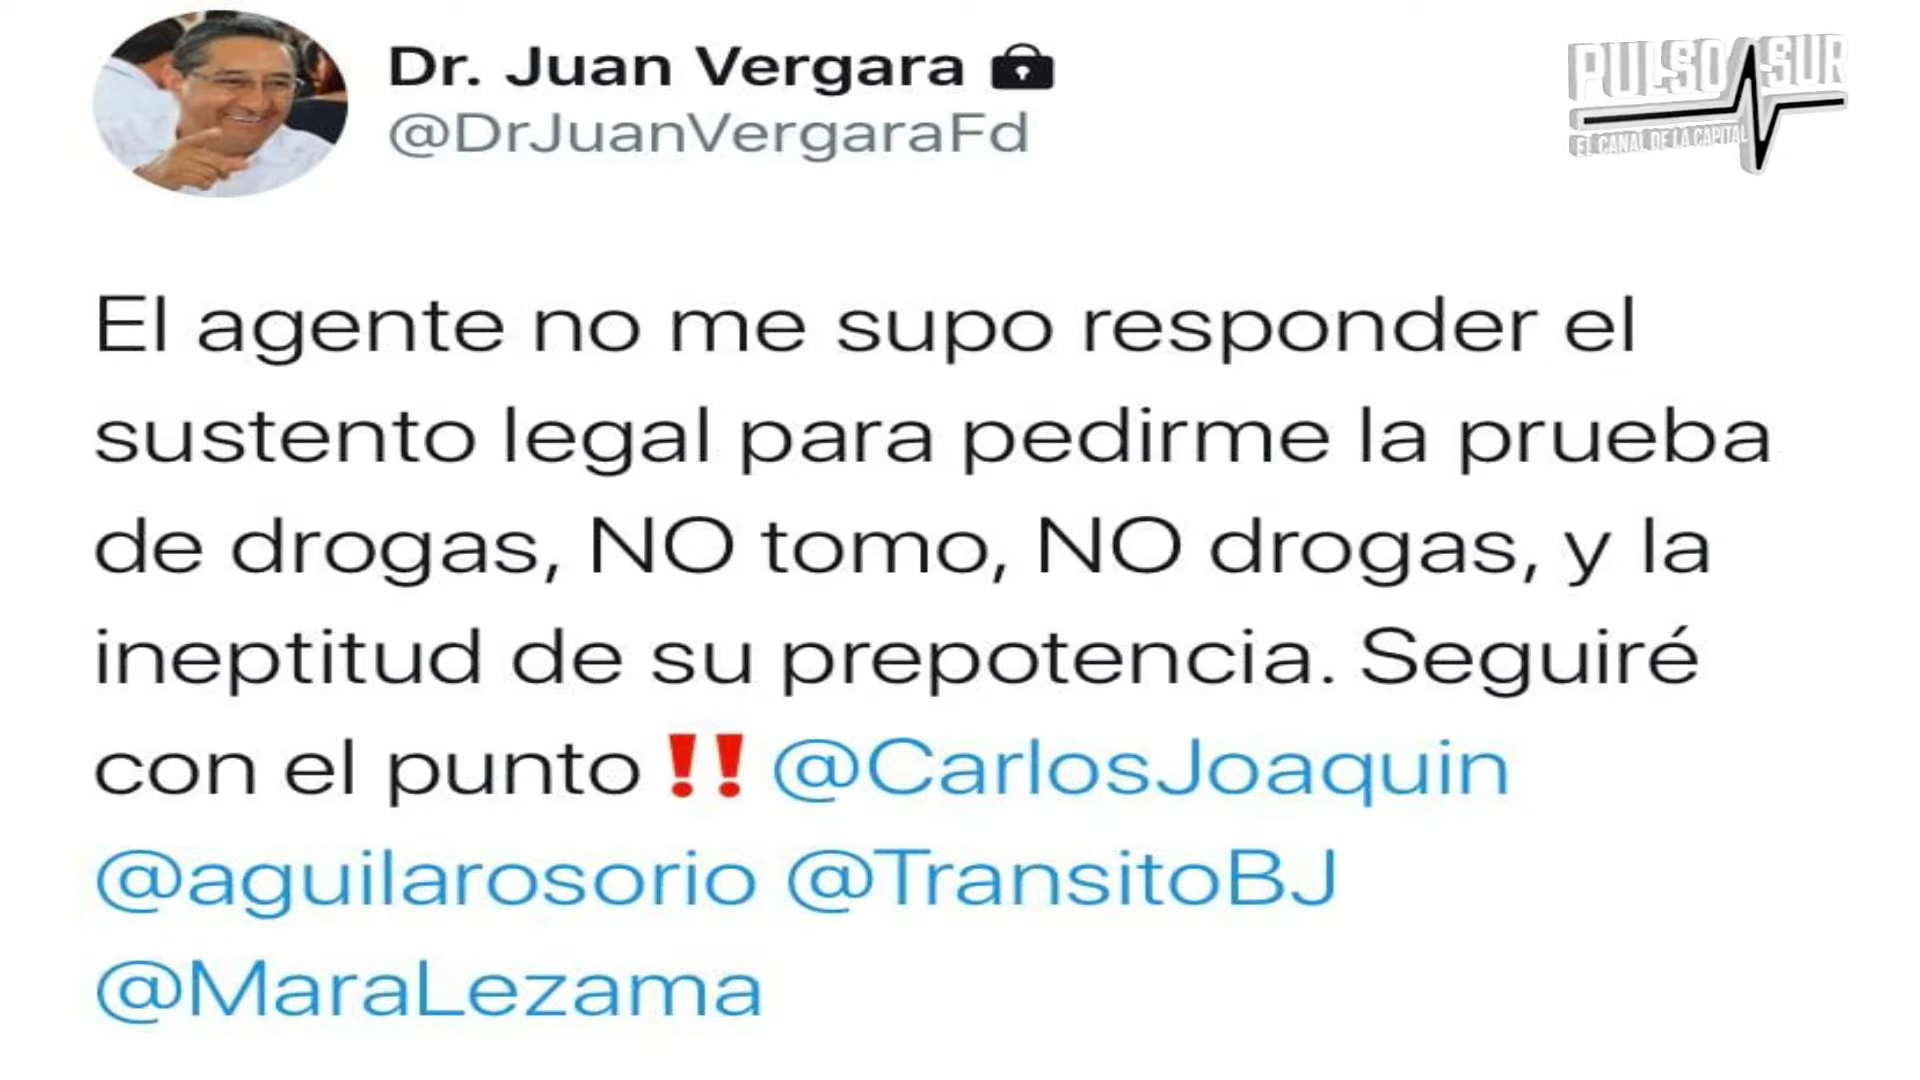 Dr. Juan Vergara
@DrJuanVergaraFd
PULSO SUR
EL CANAL DE LA CAPITAL
El agente no me supo responder el
sustento legal para pedirme la prueba
de drogas, NO tomo, NO drogas, y la
ineptitud de su prepotencia. Seguiré
con el punto‼️ @CarlosJoaquin
@aguilarosorio @TransitoBJ
@MaraLezama